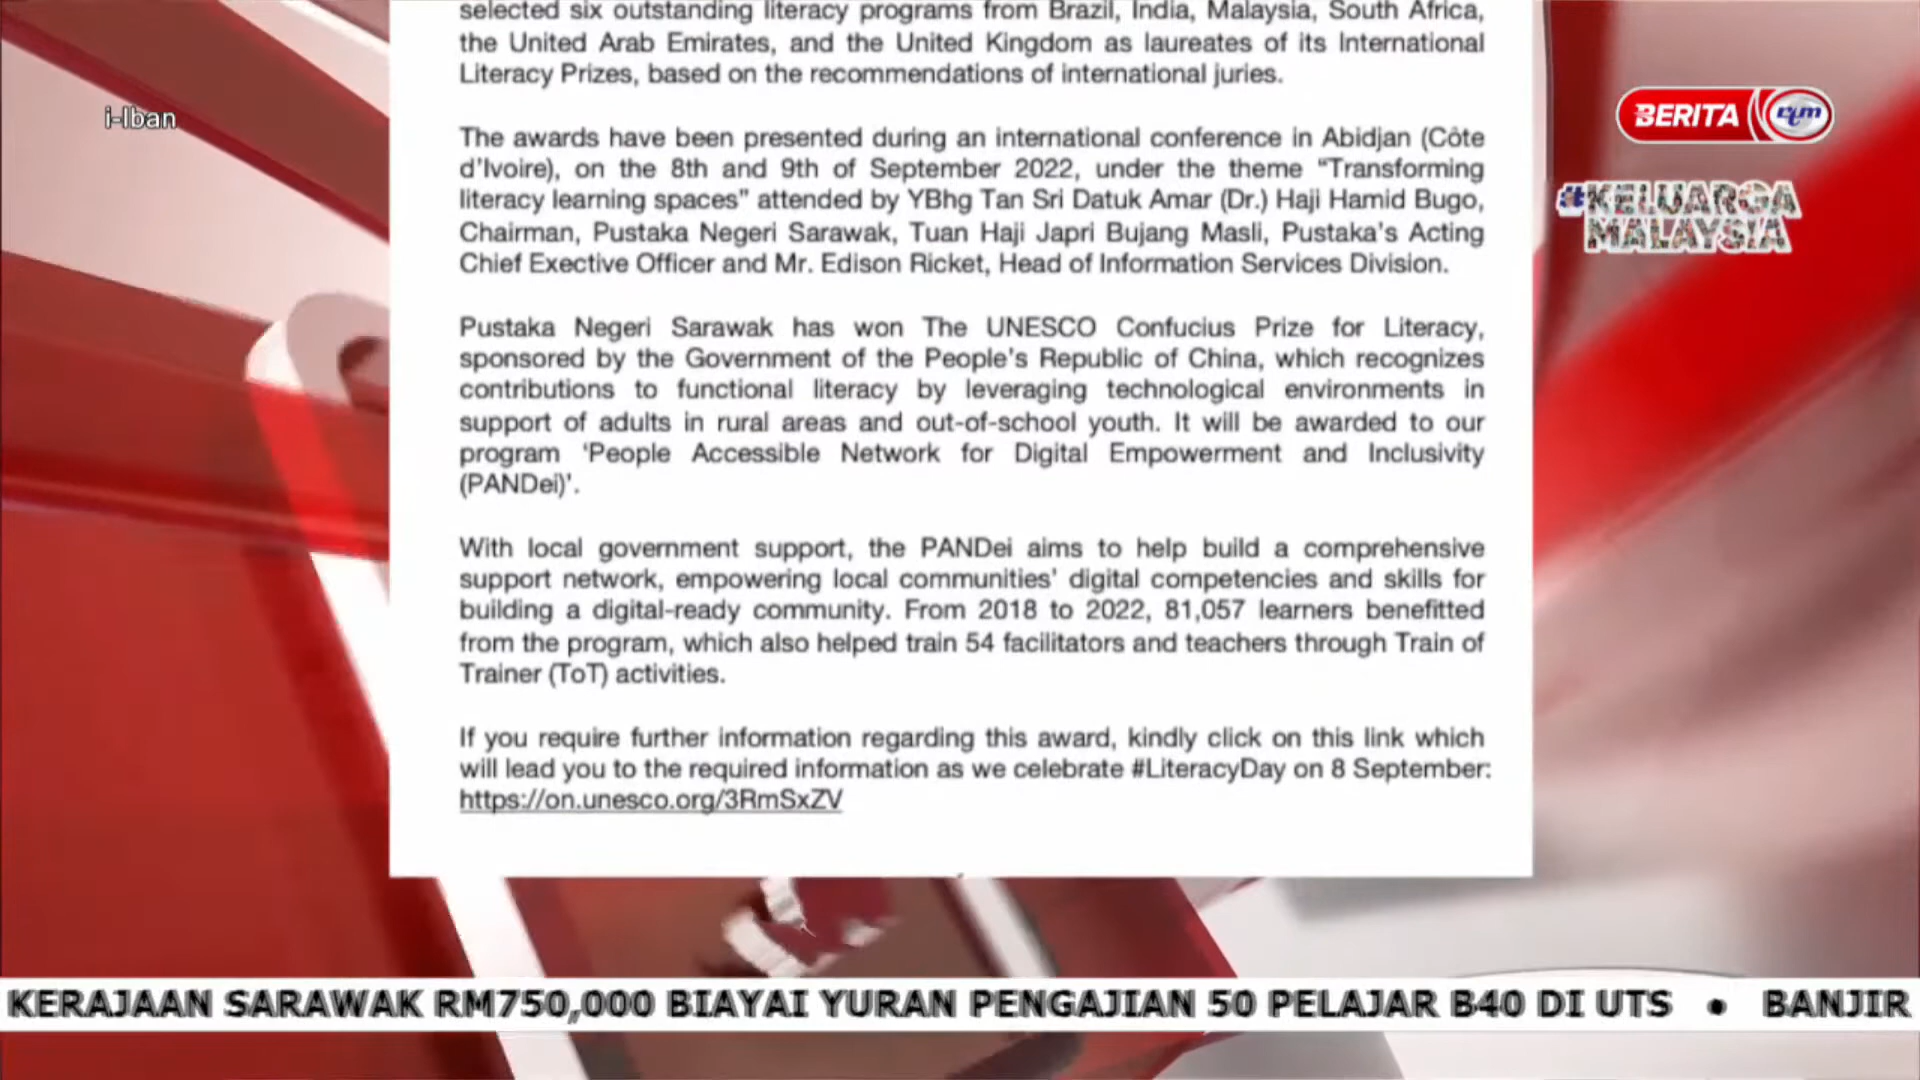 selected six outstanding literacy programs from Brazil, India, Malaysia, South Africa,
the United Arab Emirates, and the United Kingdom as laureates of its International
Literacy Prizes, based on the recommendations of international juries.
i-Iban
BERITA rtm
#KELUARGA
MALAYSIA
The awards have been presented during an international conference in Abidjan (Côte
d'Ivoire), on the 8th and 9th of September 2022, under the theme “Transforming
literacy learning spaces” attended by YBhg Tan Sri Datuk Amar (Dr.) Haji Hamid Bugo,
Chairman, Pustaka Negeri Sarawak, Tuan Haji Japri Bujang Masli, Pustaka's Acting
Chief Exective Officer and Mr. Edison Ricket, Head of Information Services Division.
Pustaka Negeri Sarawak has won The UNESCO Confucius Prize for Literacy,
sponsored by the Government of the People's Republic of China, which recognizes
contributions to functional literacy by leveraging technological environments in
support of adults in rural areas and out-of-school youth. It will be awarded to our
program ‘People Accessible Network for Digital Empowerment and Inclusivity
(PANDei)’.
With local government support, the PANDei aims to help build a comprehensive
support network, empowering local communities' digital competencies and skills for
building a digital-ready community. From 2018 to 2022, 81,057 learners benefitted
from the program, which also helped train 54 facilitators and teachers through Train of
Trainer (ToT) activities.
If you require further information regarding this award, kindly click on this link which
will lead you to the required information as we celebrate #LiteracyDay on 8 September:
https://on.unesco.org/3RmSxZV
KERAJAAN SARAWAK RM750,000 BIAYAI YURAN PENGAJIAN 50 PELAJAR B40 DI UTS • BANJIR